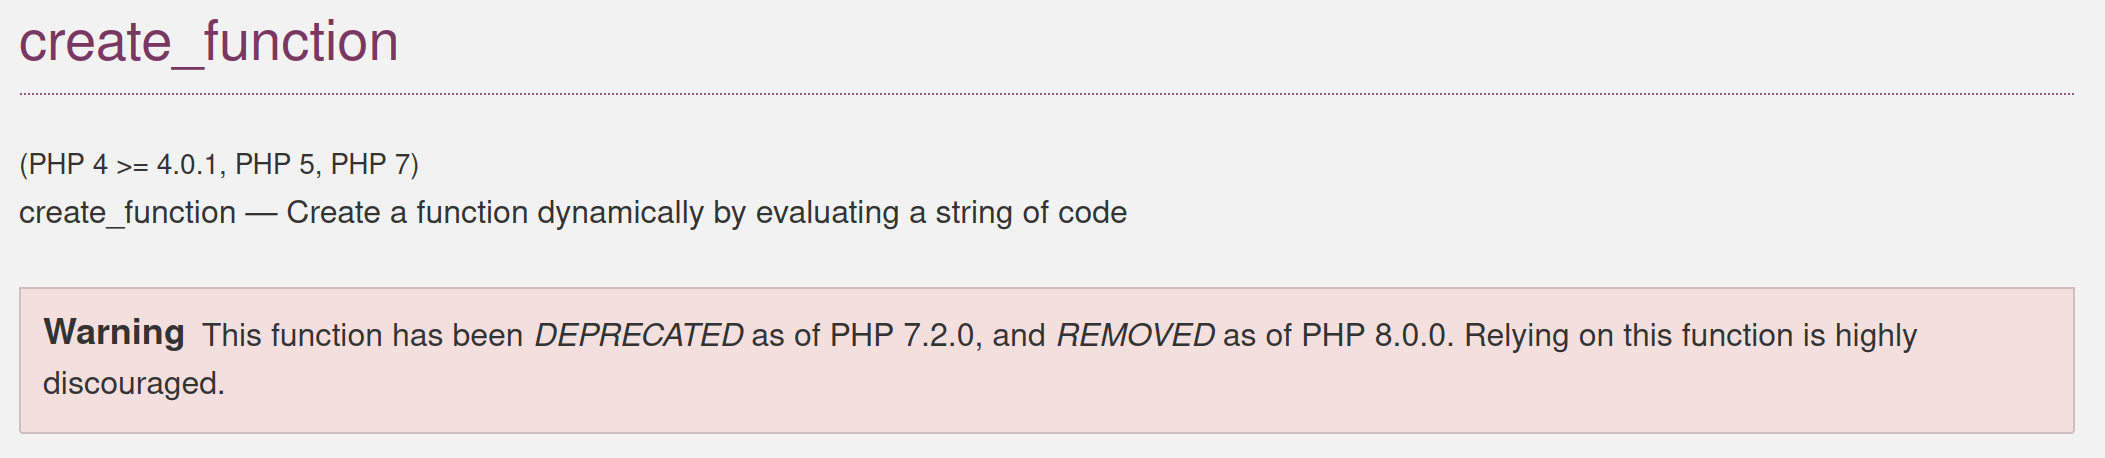 create_function
(PHP 4 >= 4.0.1, PHP 5, PHP 7)
create_function — Create a function dynamically by evaluating a string of code
Warning This function has been DEPRECATED as of PHP 7.2.0, and REMOVED as of PHP 8.0.0. Relying on this function is highly
discouraged.